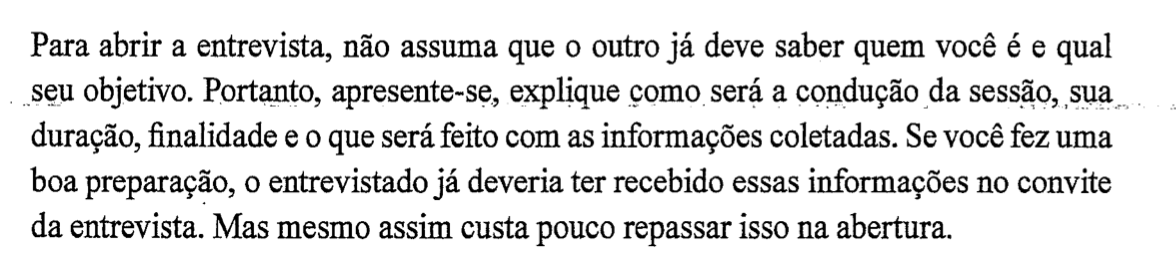 Para abrir a entrevista, não assuma que o outro já deve saber quem você é e qual
seu objetivo. Portanto, apresente-se, explique como será a condução da sessão, sua
duração, finalidade e o que será feito com as informações coletadas. Se você fez uma
boa preparação, o entrevistado já deveria ter recebido essas informações no convite
da entrevista. Mas mesmo assim custa pouco repassar isso na abertura.